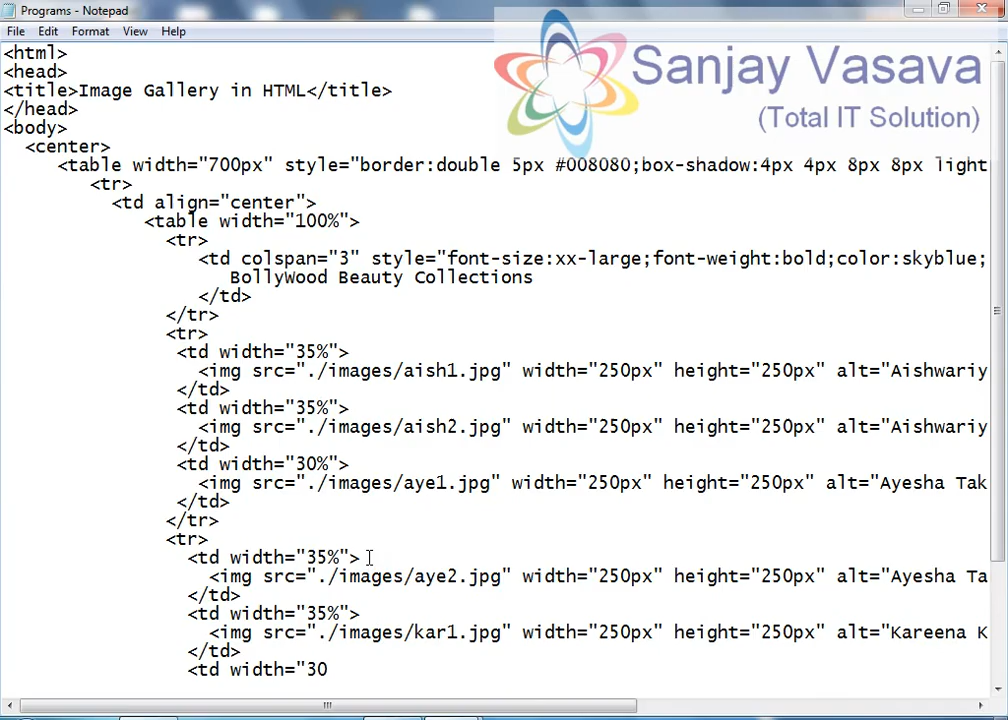 Programs - Notepad
File Edit Format View Help
Sanjay Vasava
(Total IT Solution)
<html>
<head>
<title>Image Gallery in HTML</title>
</head>
<body>
<center>
<table width="700px" style="border:double 5px #008080;box-shadow:4px 4px 8px 8px light
<tr>
<td align="center">
<table width="100%">
<tr>
<td colspan="3" style="font-size:xx-large;font-weight:bold;color:skyblue;
BollyWood Beauty Collections
</td>
</tr>
<tr>
<td width="35%">
<img src="./images/aish1.jpg" width="250px" height="250px" alt="Aishwariy
</td>
<td width="35%">
<img src="./images/aish2.jpg" width="250px" height="250px" alt="Aishwariy
</td>
<td width="30%">
<img src="./images/aye1.jpg" width="250px" height="250px" alt="Ayesha Tak
</td>
</tr>
<tr>
<td width="35%">
<img src="./images/aye2.jpg" width="250px" height="250px" alt="Ayesha Ta
</td>
<td width="35%">
<img src="./images/kar1.jpg" width="250px" height="250px" alt="Kareena K
</td>
<td width="30